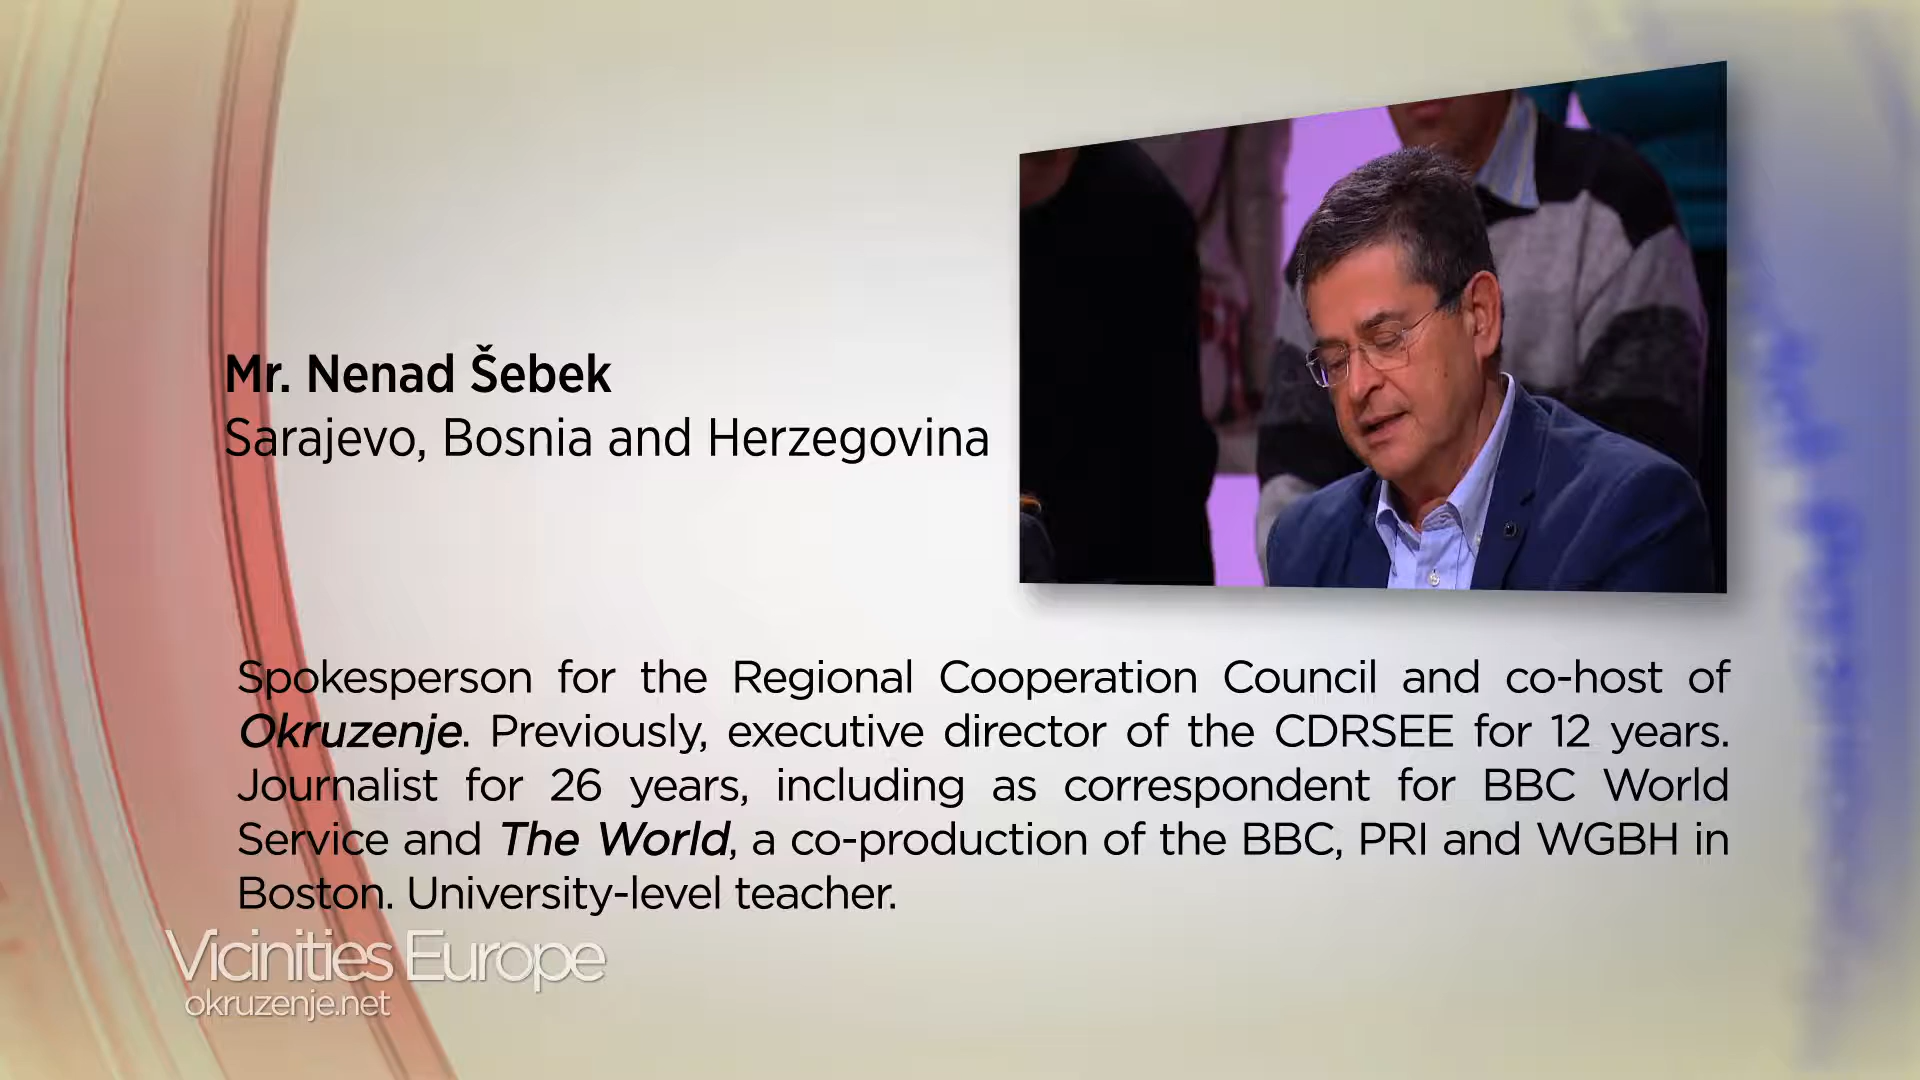 Mr. Nenad Šebek
Sarajevo, Bosnia and Herzegovina
Spokesperson for the Regional Cooperation Council and co-host of
Okruzenje. Previously, executive director of the CDRSEE for 12 years.
Journalist for 26 years, including as correspondent for BBC World
Service and The World, a co-production of the BBC, PRI and WGBH in
Boston. University-level teacher.
Vicinities Europe
okruzenje.net